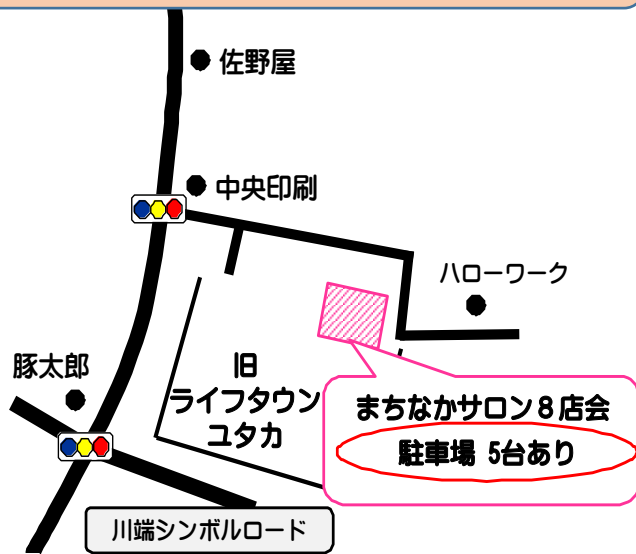 佐野屋
中央印刷
ハローワーク
豚太郎
旧
ライフタウン
ユタカ
まちなかサロン８店会
駐車場 5台あり
川端シンボルロード